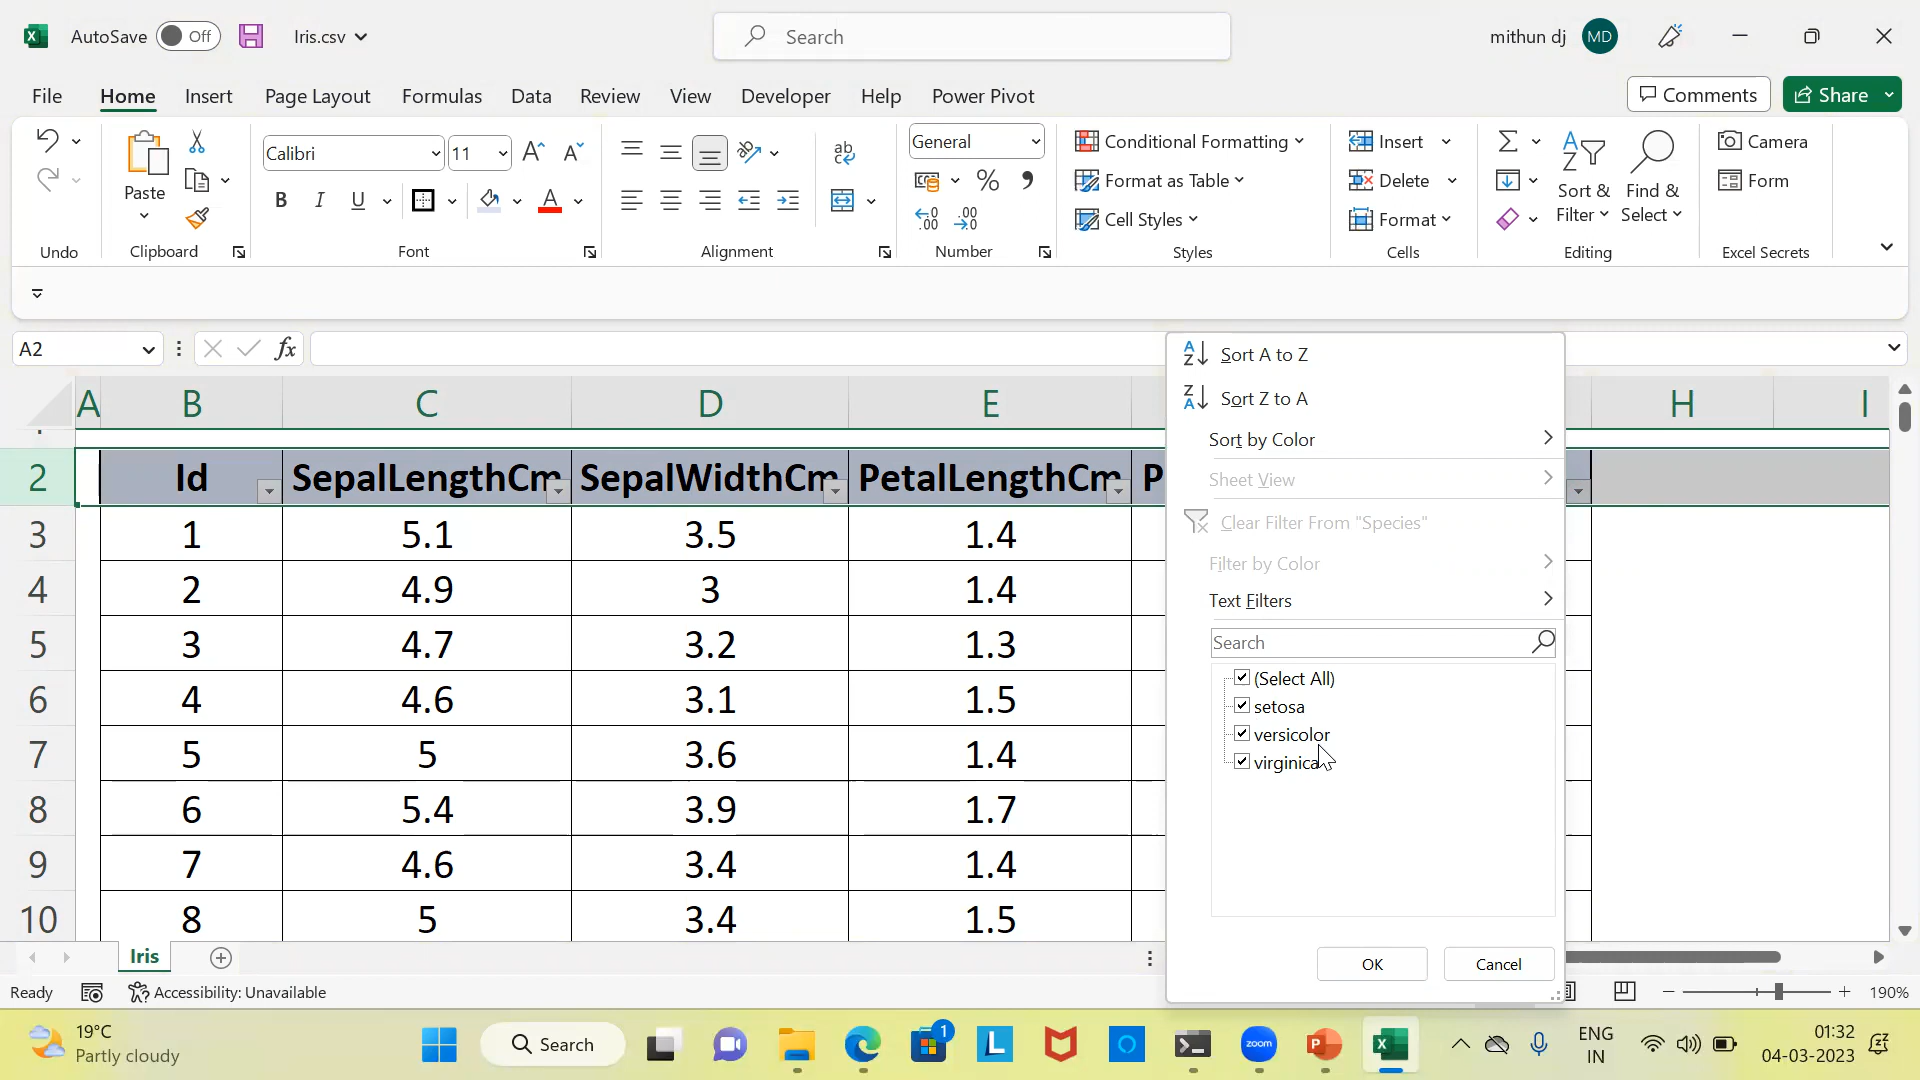 AutoSave Off Iris.csv Search mithun dj MD
File Home Insert Page Layout Formulas Data Review View Developer Help Power Pivot Comments Share
Paste Calibri 11 General Conditional Formatting Insert Camera
Format as Table Delete Sort & Find & Form
B I U Cell Styles Format Filter Select
Undo Clipboard Font Alignment Number Styles Cells Editing Excel Secrets
A2 fx
A B C D E H I
2 Id SepalLengthCm SepalWidthCm PetalLengthCm P
3 1 5.1 3.5 1.4
4 2 4.9 3 1.4
5 3 4.7 3.2 1.3
6 4 4.6 3.1 1.5
7 5 5 3.6 1.4
8 6 5.4 3.9 1.7
9 7 4.6 3.4 1.4
10 8 5 3.4 1.5
Sort A to Z
Sort Z to A
Sort by Color
Sheet View
Clear Filter From "Species"
Filter by Color
Text Filters
Search
(Select All)
setosa
versicolor
virginica
OK Cancel
Iris
Ready Accessibility: Unavailable 190%
19°C
Partly cloudy
Search
1
zoom
ENG
IN
01:32
04-03-2023